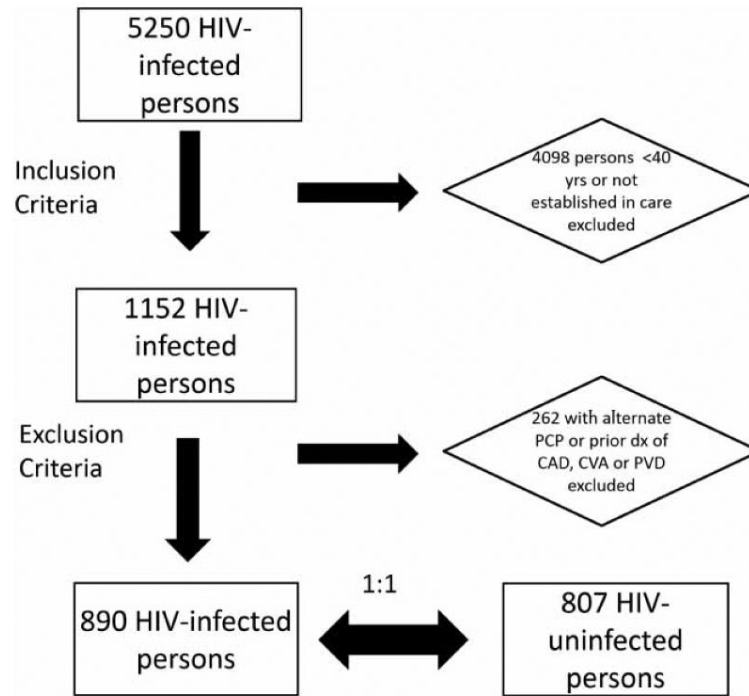 5250 HIV-
infected
persons
Inclusion
Criteria
4098 persons <40
yrs or not
established in care
excluded
1152 HIV-
infected
persons
Exclusion
Criteria
262 with alternate
PCP or prior dx of
CAD, CVA or PVD
excluded
890 HIV-infected
persons
1:1
807 HIV-
uninfected
persons